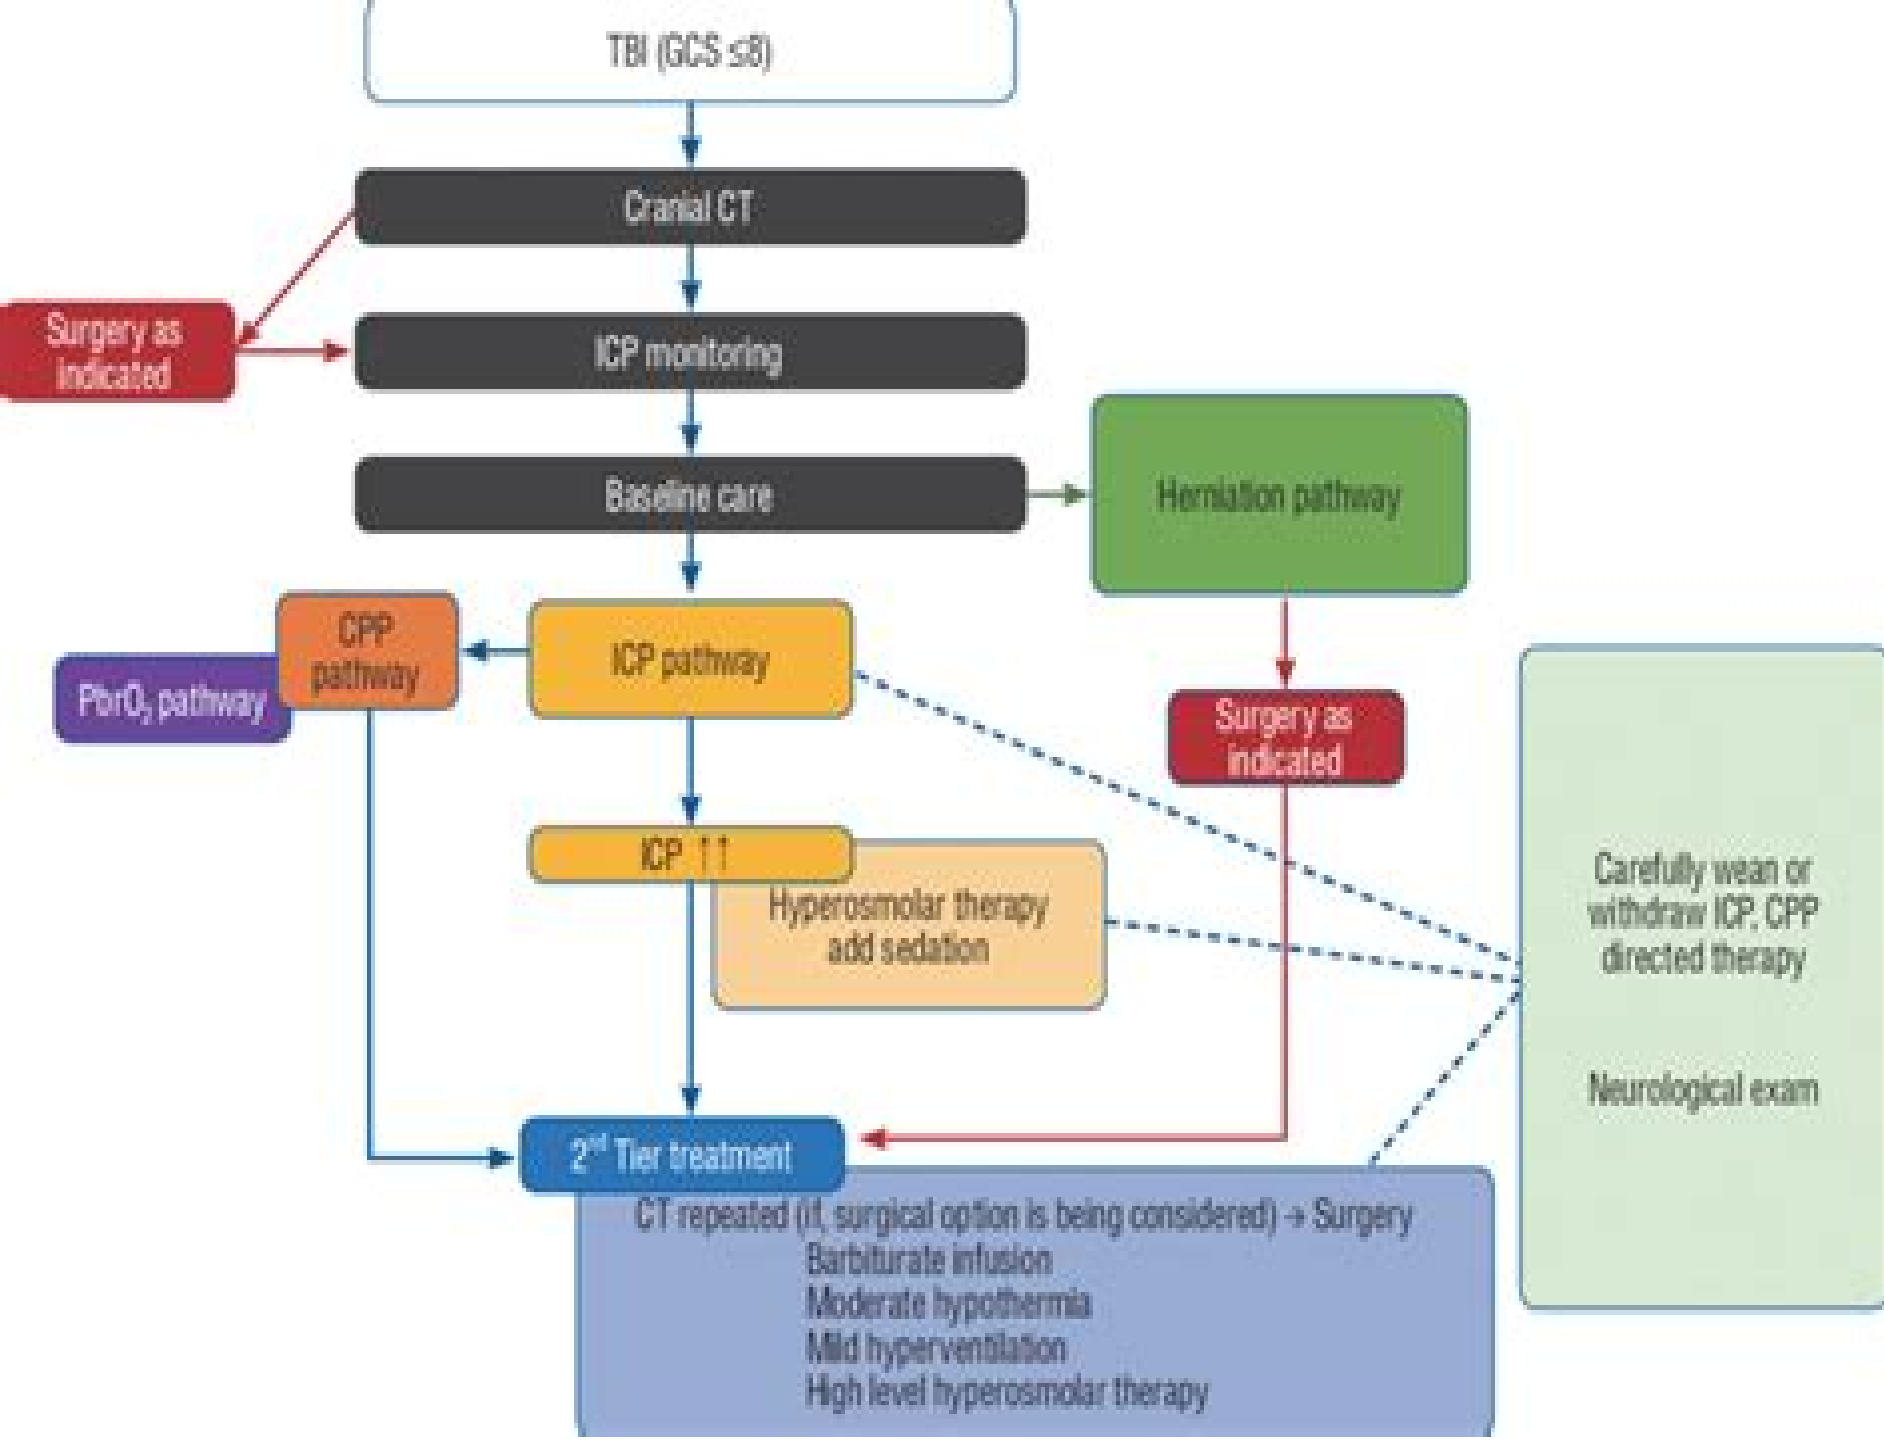 TBI (GCS ≤8)
Cranial CT
Surgery as
indicated
ICP monitoring
Baseline care
Herniation pathway
CPP
pathway
ICP pathway
PbrO₂ pathway
Surgery as
indicated
ICP ↑↑
Hyperosmolar therapy
add sedation
Carefully wean or
withdraw ICP, CPP
directed therapy
Neurological exam
2ⁿᵈ Tier treatment
CT repeated (if, surgical option is being considered) → Surgery
Barbiturate infusion
Moderate hypothermia
Mild hyperventilation
High level hyperosmolar therapy